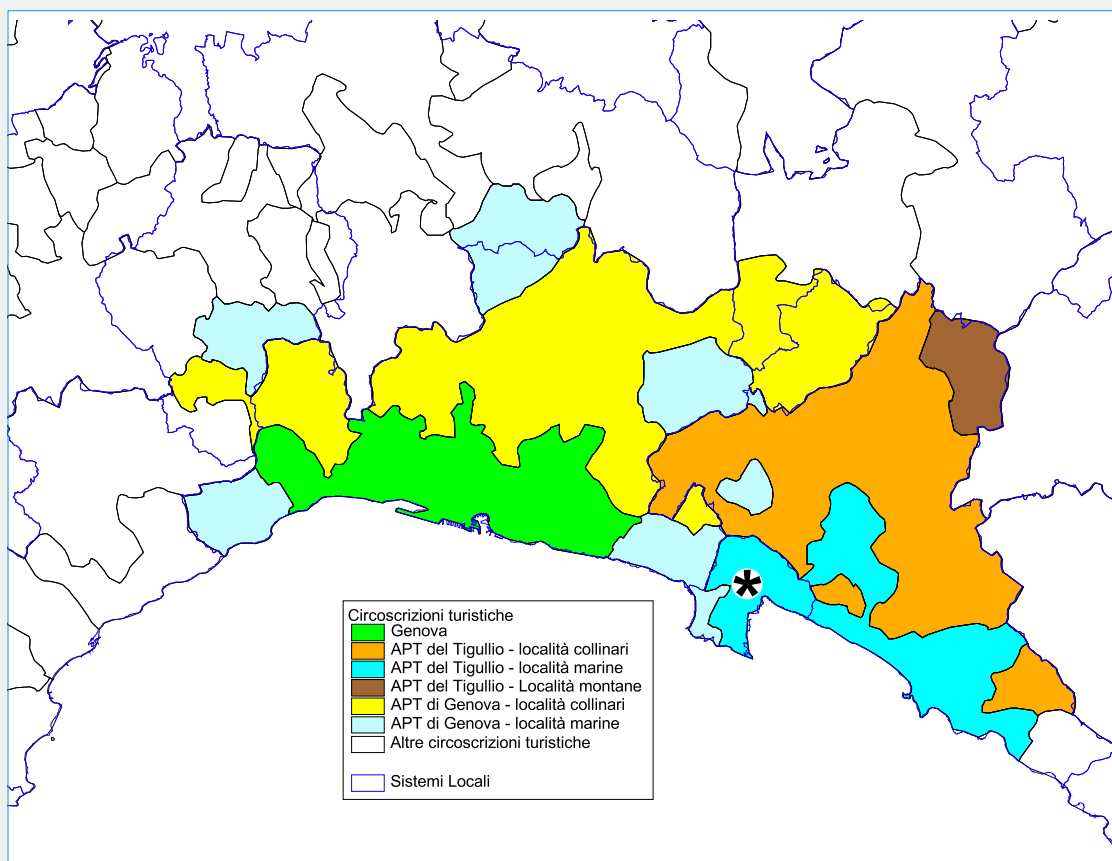 Circoscrizioni turistiche
Genova
APT del Tigullio - località collinari
APT del Tigullio - località marine
APT del Tigullio - Località montane
APT di Genova - località collinari
APT di Genova - località marine
Altre circoscrizioni turistiche
Sistemi Locali